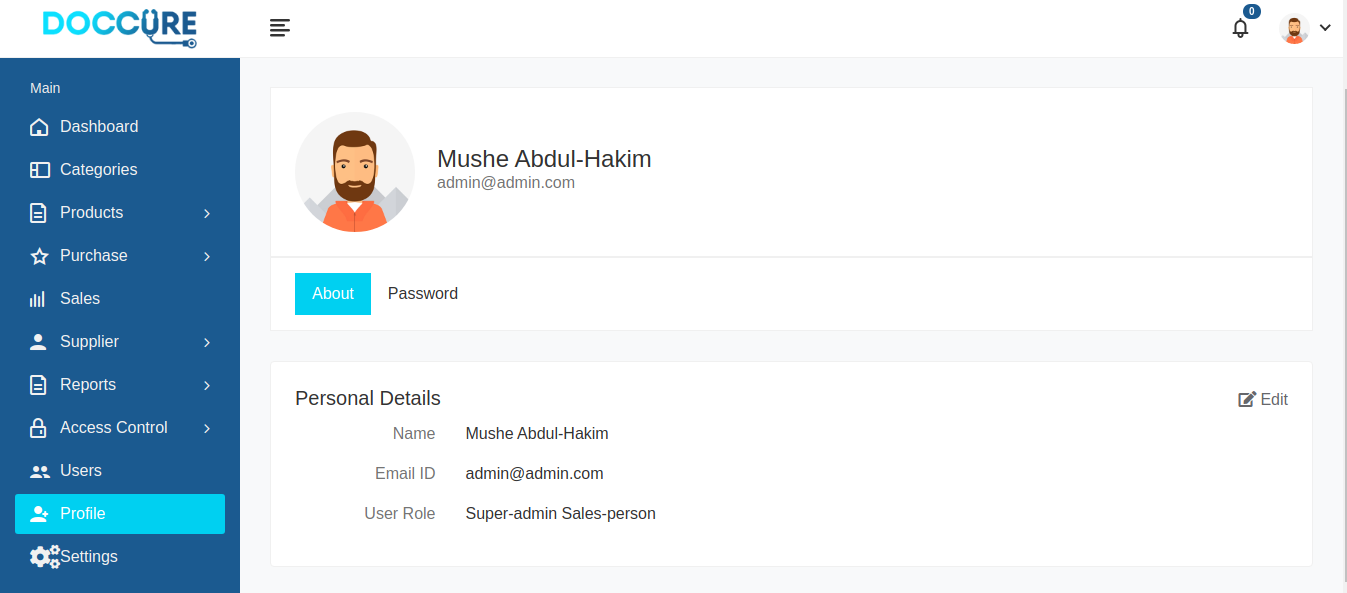 DOCCURE
0
Main
Dashboard
Categories
Products
Purchase
Sales
Supplier
Reports
Access Control
Users
Profile
Settings
Mushe Abdul-Hakim
admin@admin.com
About Password
Personal Details Edit
Name Mushe Abdul-Hakim
Email ID admin@admin.com
User Role Super-admin Sales-person